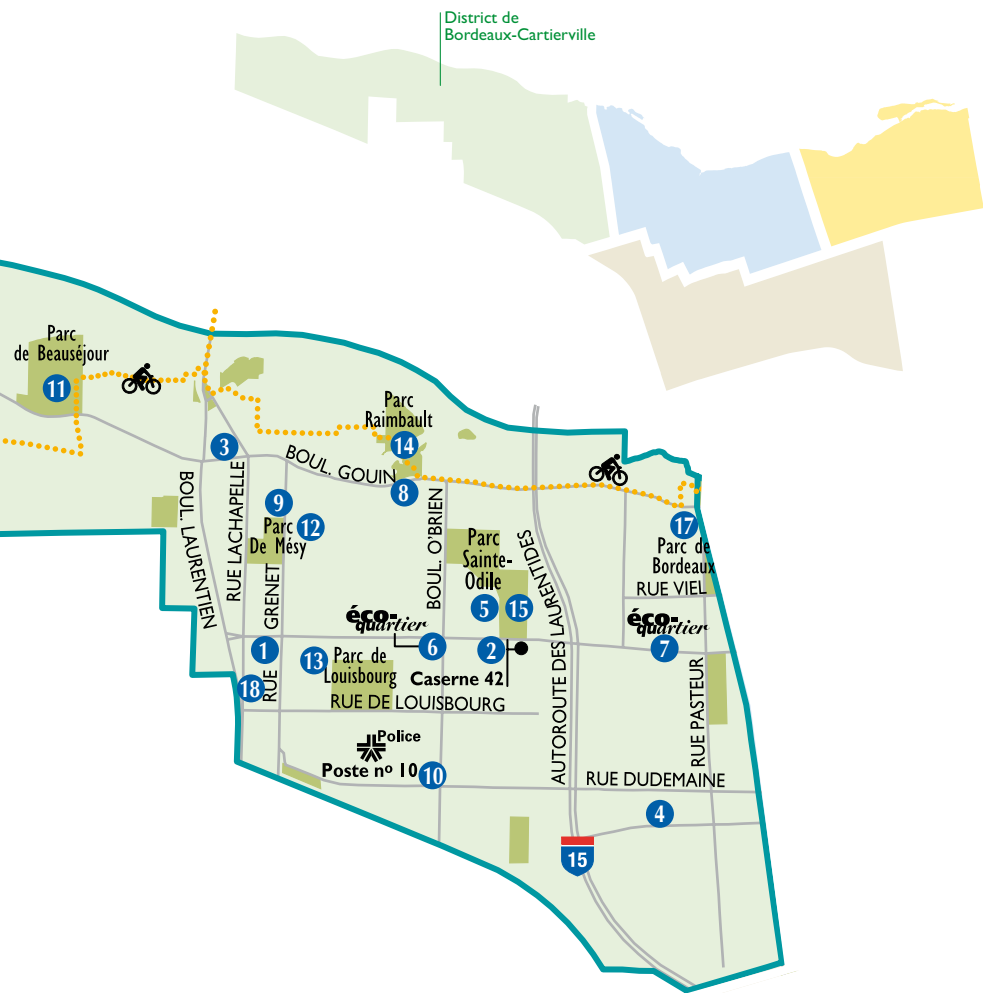 District de
Bordeaux-Cartierville
Parc
de Beauséjour
11
3
Parc
Raimbault
14
BOUL. GOUIN
8
9
Parc
De Mésy
12
BOUL. LAURENTIEN
RUE LACHAPELLE
RUE GRENET
BOUL. O'BRIEN
Parc
Sainte-
Odile
5
15
AUTOROUTE DES LAURENTIDES
17
Parc de
Bordeaux
RUE VIEL
éco-
quartier
6
éco-
quartier
7
1
13
Parc de
Louisbourg
2
Caserne 42
18
RUE DE LOUISBOURG
RUE PASTEUR
Police
Poste nº 10
10
RUE DUDEMAINE
4
15